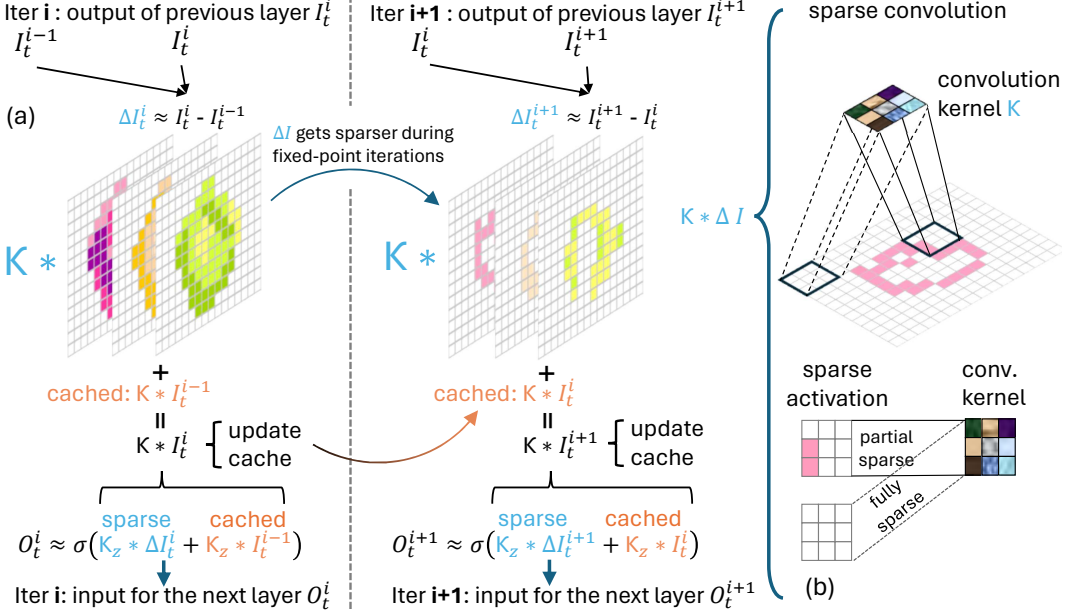 Iter i : output of previous layer I_t^i
I_t^{i-1}
I_t^i
(a)
ΔI_t^i ≈ I_t^i - I_t^{i-1}
K ∗
+
cached: K ∗ I_t^{i-1}
=
K ∗ I_t^i
update
cache
sparse
cached
O_t^i ≈ σ(K_z ∗ ΔI_t^i + K_z ∗ I_t^{i-1})
Iter i: input for the next layer O_t^i
ΔI gets sparser during
fixed-point iterations
Iter i+1 : output of previous layer I_t^{i+1}
I_t^i
I_t^{i+1}
ΔI_t^{i+1} ≈ I_t^{i+1} - I_t^i
K ∗
+
cached: K ∗ I_t^i
=
K ∗ I_t^{i+1}
update
cache
sparse
cached
O_t^{i+1} ≈ σ(K_z ∗ ΔI_t^{i+1} + K_z ∗ I_t^i)
Iter i+1: input for the next layer O_t^{i+1}
K ∗ Δ I
sparse convolution
convolution
kernel K
sparse
activation
conv.
kernel
partial
sparse
fully
sparse
(b)